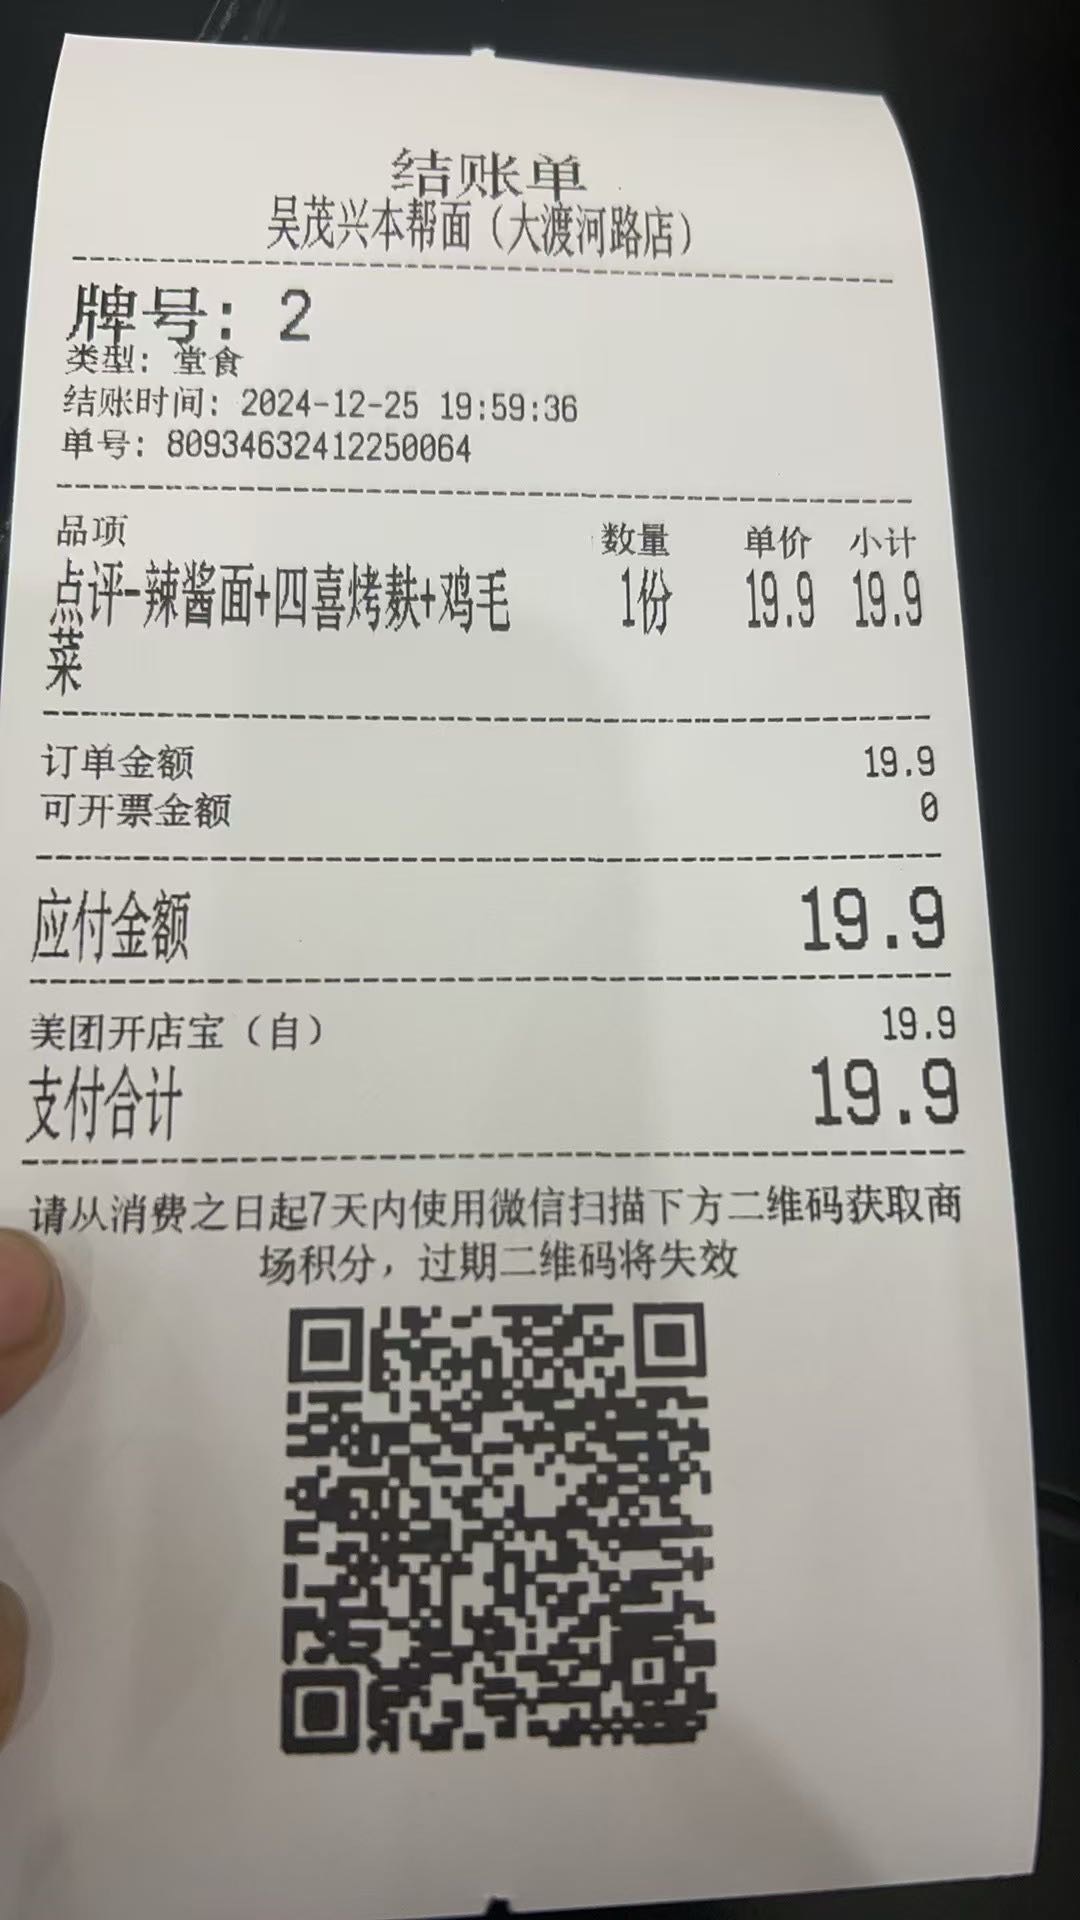 结账单
吴茂兴本帮面（大渡河路店）
牌号：2
类型：堂食
结账时间：2024-12-25 19:59:36
单号：80934632412250064
品项 数量 单价 小计
点评-辣酱面+四喜烤麸+鸡毛 1份 19.9 19.9
菜
订单金额 19.9
可开票金额 0
应付金额 19.9
美团开店宝（自） 19.9
支付合计 19.9
请从消费之日起7天内使用微信扫描下方二维码获取商
场积分，过期二维码将失效